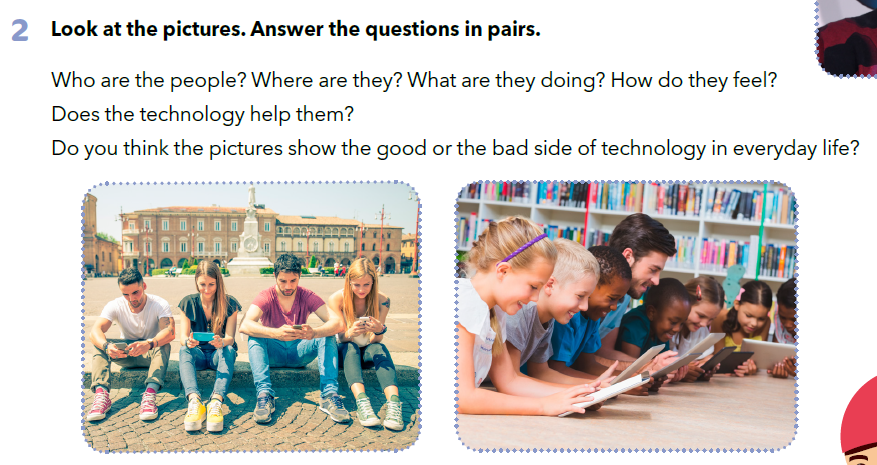 2 Look at the pictures. Answer the questions in pairs.
Who are the people? Where are they? What are they doing? How do they feel?
Does the technology help them?
Do you think the pictures show the good or the bad side of technology in everyday life?